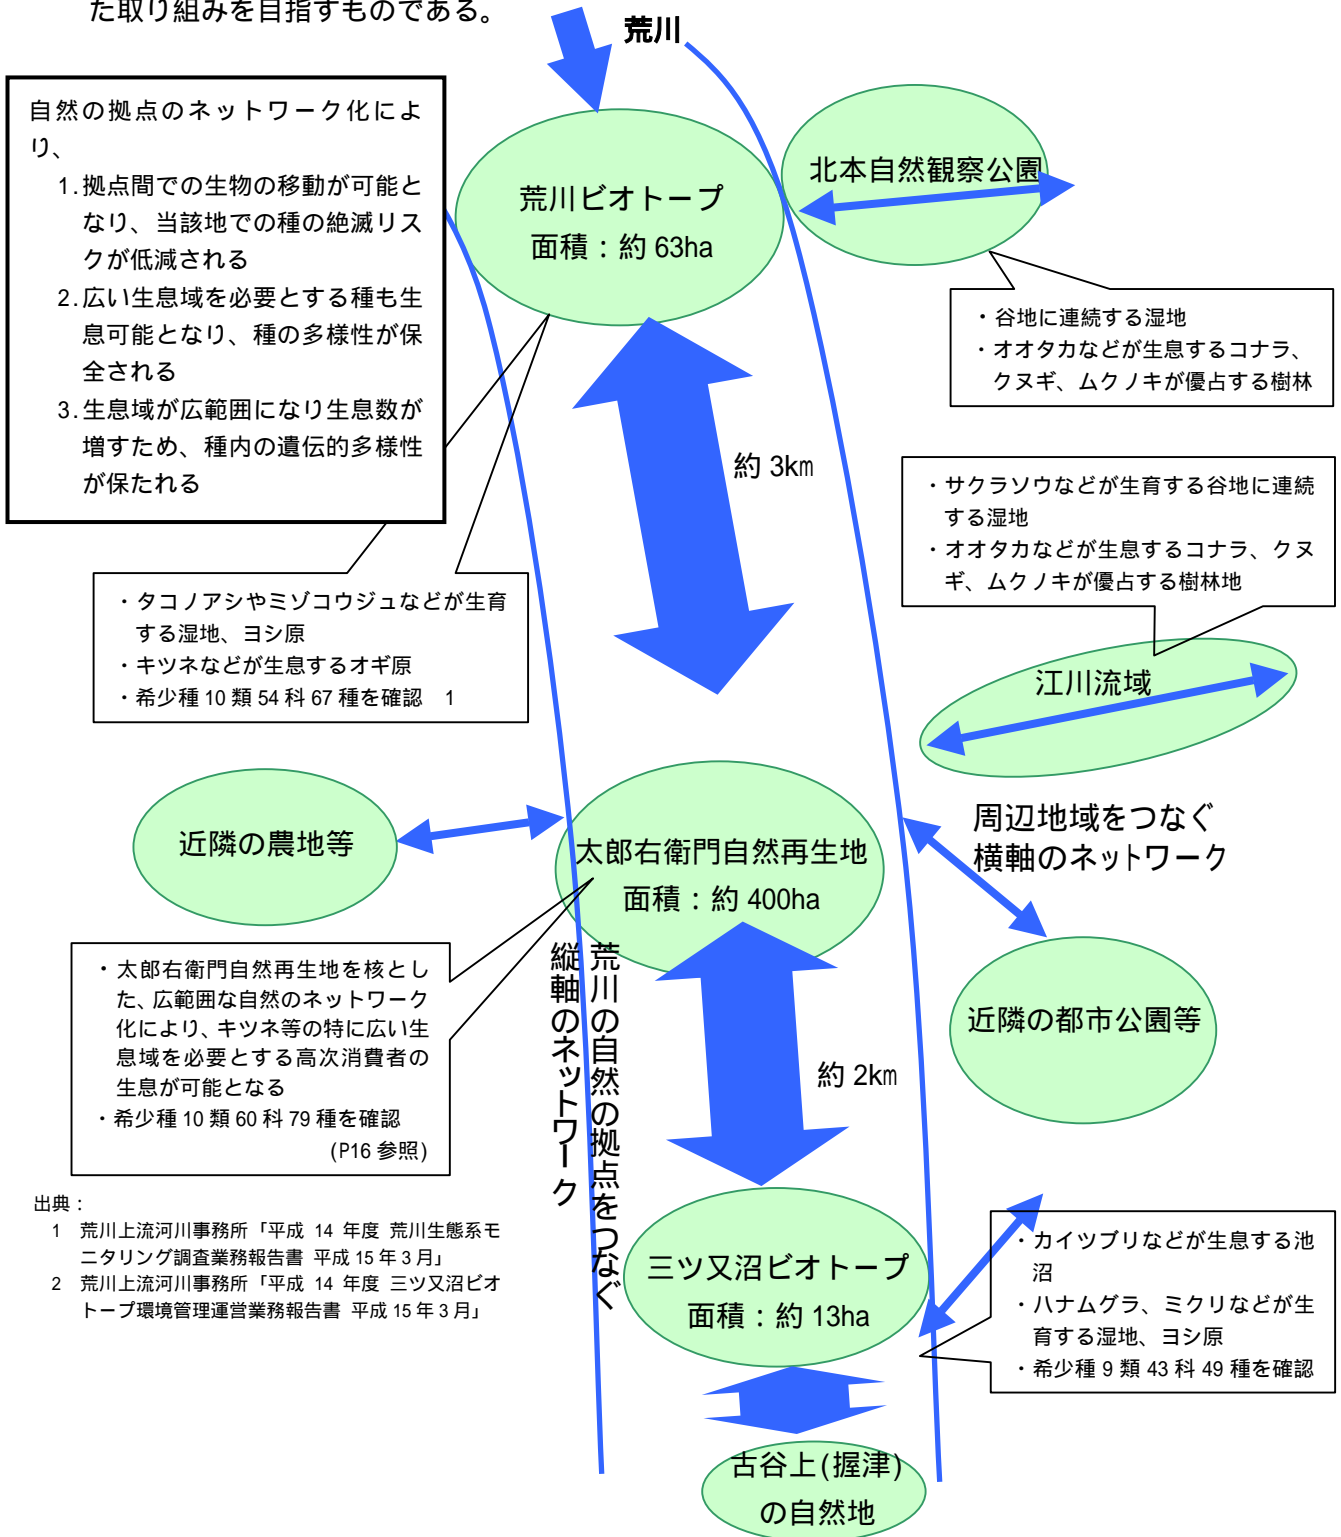 た取り組みを目指すものである。
荒川
自然の拠点のネットワーク化によ
り、
1.拠点間での生物の移動が可能と
なり、当該地での種の絶滅リス
クが低減される
2.広い生息域を必要とする種も生
息可能となり、種の多様性が保
全される
3.生息域が広範囲になり生息数が
増すため、種内の遺伝的多様性
が保たれる
荒川ビオトープ
面積：約 63ha
北本自然観察公園
・谷地に連続する湿地
・オオタカなどが生息するコナラ、
クヌギ、ムクノキが優占する樹林
約 3km
・サクラソウなどが生育する谷地に連続
する湿地
・オオタカなどが生息するコナラ、クヌ
ギ、ムクノキが優占する樹林地
・タコノアシやミゾコウジュなどが生育
する湿地、ヨシ原
・キツネなどが生息するオギ原
・希少種 10 類 54 科 67 種を確認 1
江川流域
近隣の農地等
太郎右衛門自然再生地
面積：約 400ha
周辺地域をつなぐ
横軸のネットワーク
・太郎右衛門自然再生地を核とし
た、広範囲な自然のネットワーク
化により、キツネ等の特に広い生
息域を必要とする高次消費者の
生息が可能となる
・希少種 10 類 60 科 79 種を確認
(P16 参照)
荒川の自然の拠点をつなぐ
縦軸のネットワーク
近隣の都市公園等
約 2km
出典：
1 荒川上流河川事務所「平成 14 年度 荒川生態系モ
ニタリング調査業務報告書 平成 15 年 3 月」
2 荒川上流河川事務所「平成 14 年度 三ツ又沼ビオ
トープ環境管理運営業務報告書 平成 15 年 3 月」
三ツ又沼ビオトープ
面積：約 13ha
・カイツブリなどが生息する池
沼
・ハナムグラ、ミクリなどが生
育する湿地、ヨシ原
・希少種 9 類 43 科 49 種を確認
古谷上(握津)
の自然地